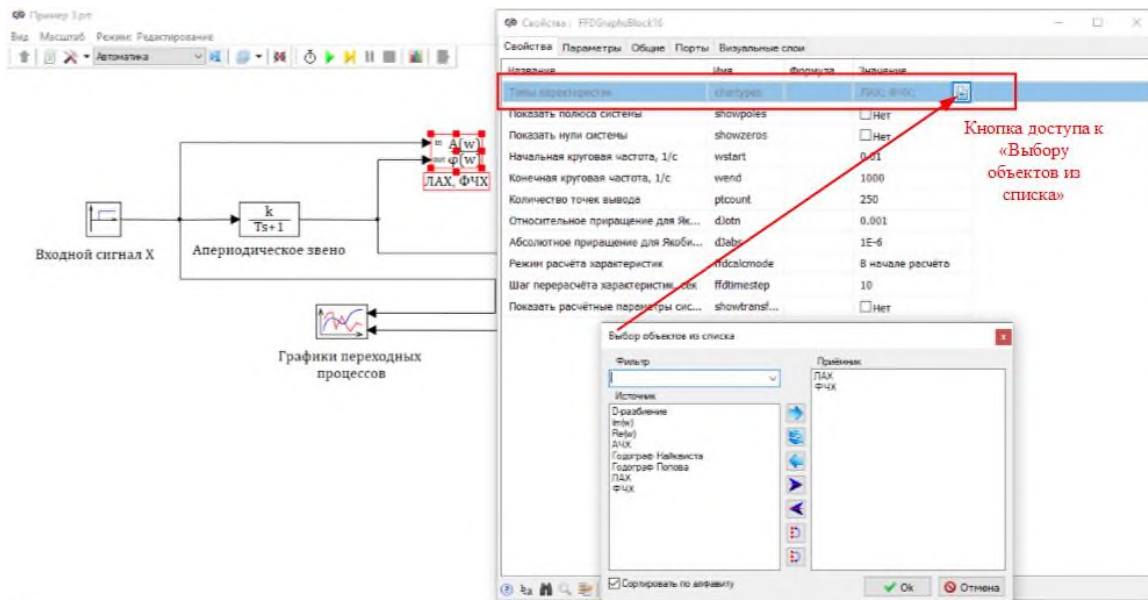 Пример 3.prt
Вид Масштаб Режим: Редактирование
Автоматика
in A(w)
out φ(w)
ЛАХ, ФЧХ
Входной сигнал X
k
Ts+1
Апериодическое звено
Графики переходных
процессов
Свойства: FFDGraphsBlock16
Свойства Параметры Общие Порты Визуальные слои
Название Имя Формула Значение
Типы характеристик chartypes ЛАХ; ФЧХ;
Показать полюса системы showpoles Нет
Показать нули системы showzeros Нет
Начальная круговая частота, 1/с wstart 0.01
Конечная круговая частота, 1/с wend 1000
Количество точек вывода ptcount 250
Относительное приращение для Як... dJotn 0.001
Абсолютное приращение для Якоби... dJabs 1E-6
Режим расчёта характеристик ffdcalcmode В начале расчёта
Шаг перерасчёта характеристик, сек ffdtimestep 10
Показать расчётные параметры сис... showtransf... Нет
Кнопка доступа к
«Выбору
объектов из
списка»
Выбор объектов из списка
Фильтр
Источник
D-разбиение
Im(w)
Re(w)
АЧХ
Годограф Найквиста
Годограф Попова
ЛАХ
ФЧХ
Приёмник
ЛАХ
ФЧХ
Сортировать по алфавиту
Ok
Отмена